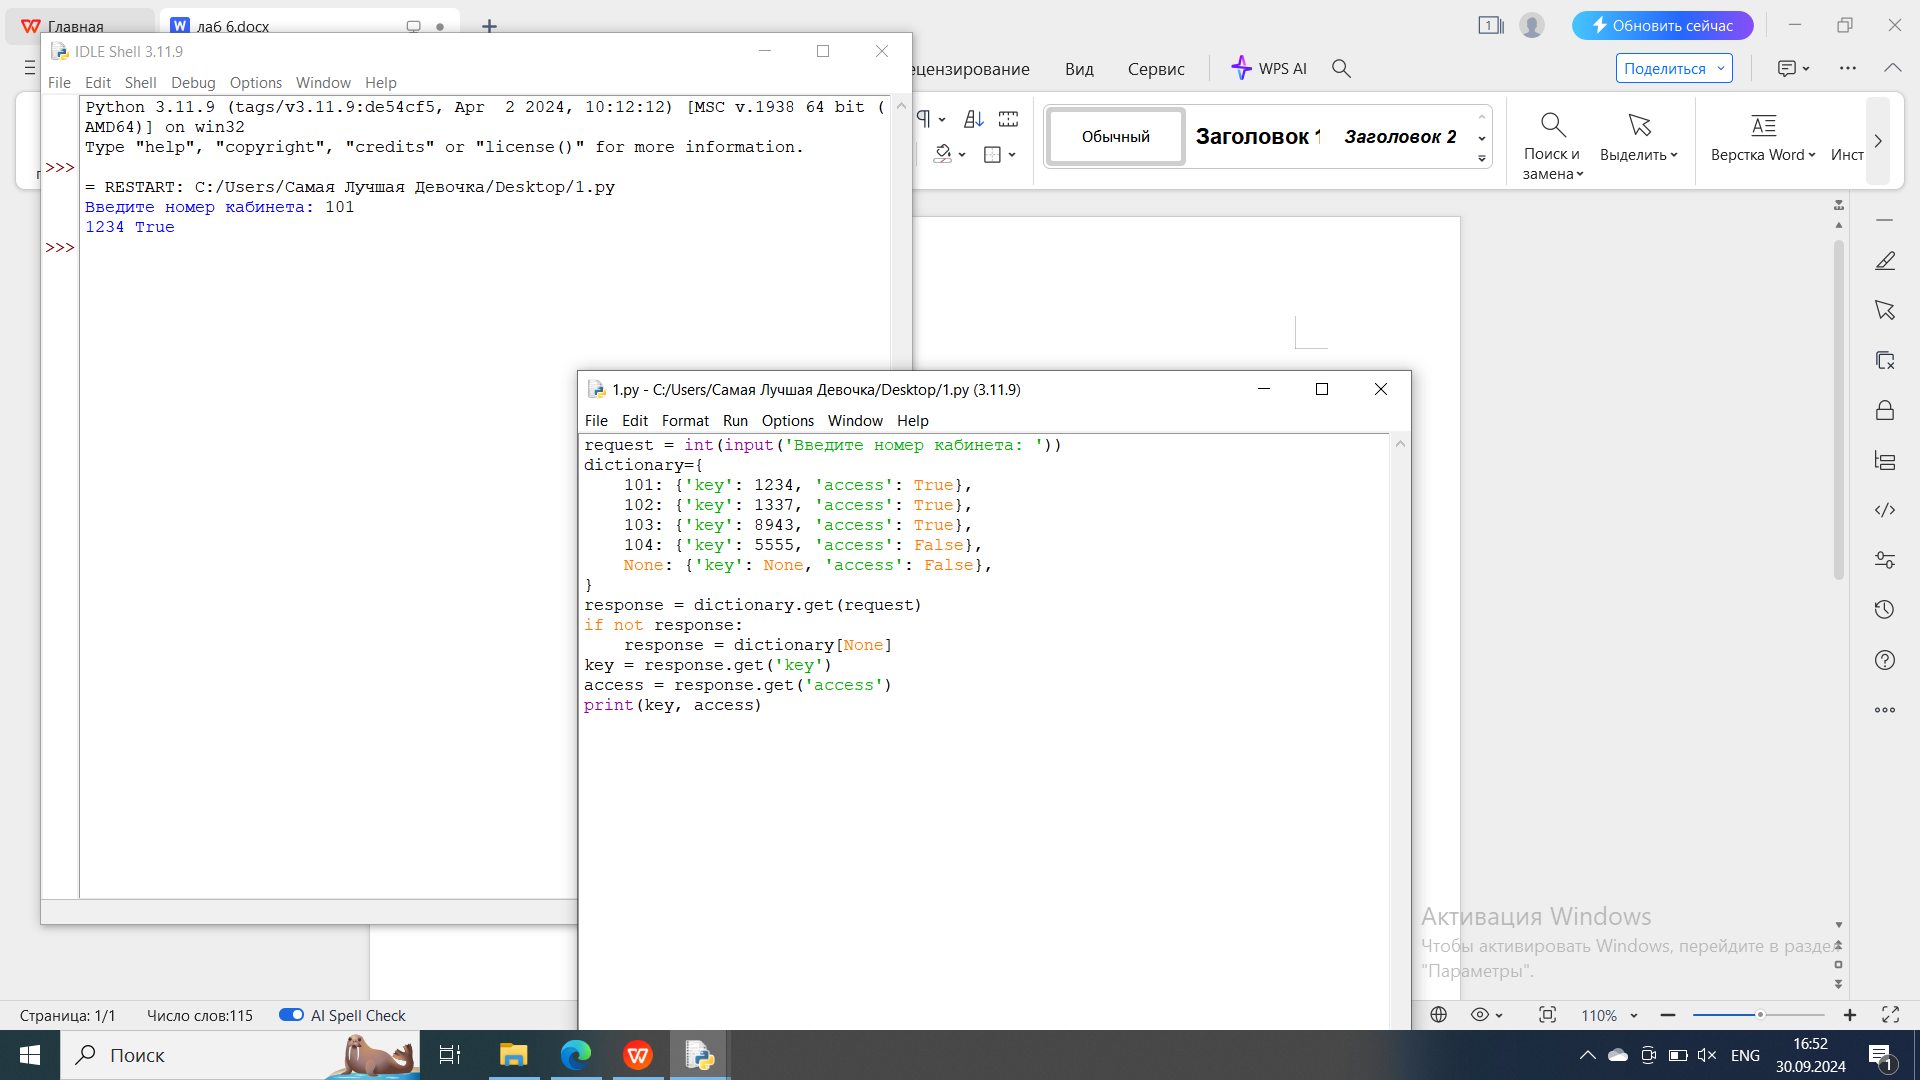 Главная
лаб 6.docx
Обновить сейчас
IDLE Shell 3.11.9
File Edit Shell Debug Options Window Help
Вид Сервис WPS AI
Поделиться
Python 3.11.9 (tags/v3.11.9:de54cf5, Apr  2 2024, 10:12:12) [MSC v.1938 64 bit (
AMD64)] on win32
Type "help", "copyright", "credits" or "license()" for more information.
>>>
= RESTART: C:/Users/Самая Лучшая Девочка/Desktop/1.py
Введите номер кабинета: 101
1234 True
>>>
Обычный
Заголовок 1
Заголовок 2
Поиск и
замена
Выделить
Верстка Word
Инст
1.py - C:/Users/Самая Лучшая Девочка/Desktop/1.py (3.11.9)
File Edit Format Run Options Window Help
request = int(input('Введите номер кабинета: '))
dictionary={
    101: {'key': 1234, 'access': True},
    102: {'key': 1337, 'access': True},
    103: {'key': 8943, 'access': True},
    104: {'key': 5555, 'access': False},
    None: {'key': None, 'access': False},
}
response = dictionary.get(request)
if not response:
    response = dictionary[None]
key = response.get('key')
access = response.get('access')
print(key, access)
Активация Windows
Чтобы активировать Windows, перейдите в раздел
"Параметры".
Страница: 1/1 Число слов:115 AI Spell Check
110%
Поиск
ENG
16:52
30.09.2024
1